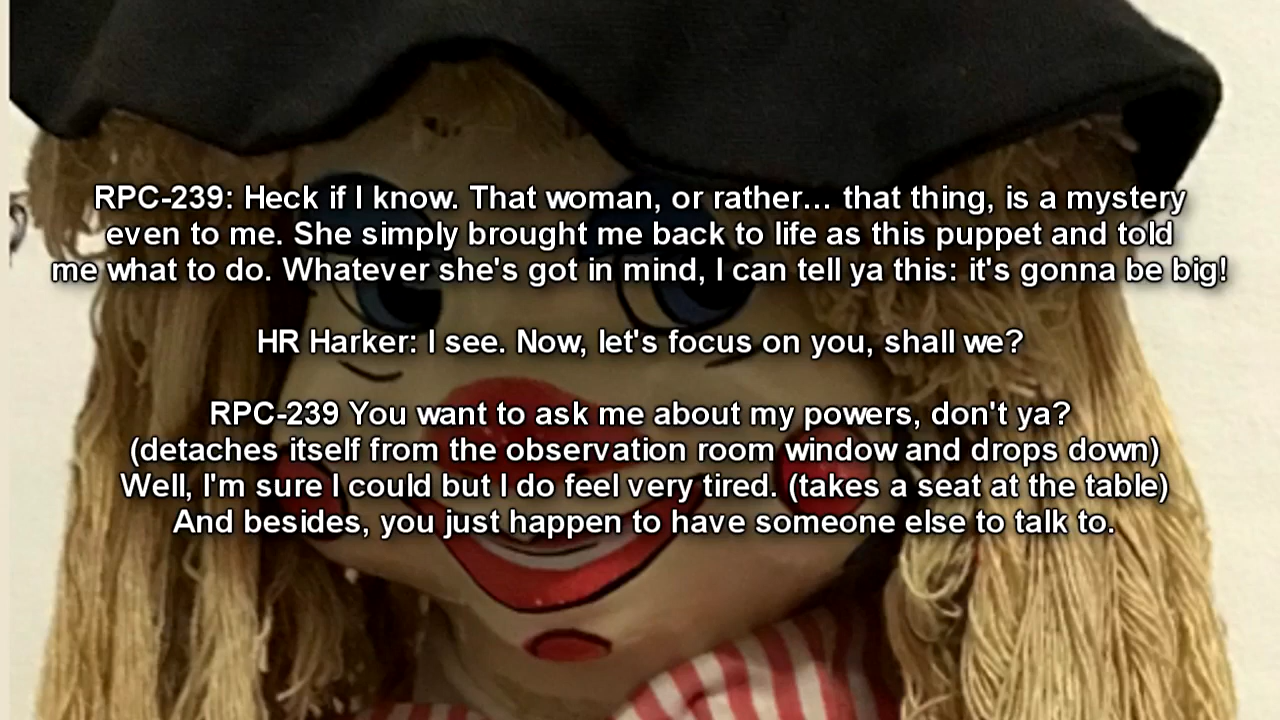 RPC-239: Heck if I know. That woman, or rather... that thing, is a mystery
even to me. She simply brought me back to life as this puppet and told
me what to do. Whatever she's got in mind, I can tell ya this: it's gonna be big!
HR Harker: I see. Now, let's focus on you, shall we?
RPC-239 You want to ask me about my powers, don't ya?
(detaches itself from the observation room window and drops down)
Well, I'm sure I could but I do feel very tired. (takes a seat at the table)
And besides, you just happen to have someone else to talk to.